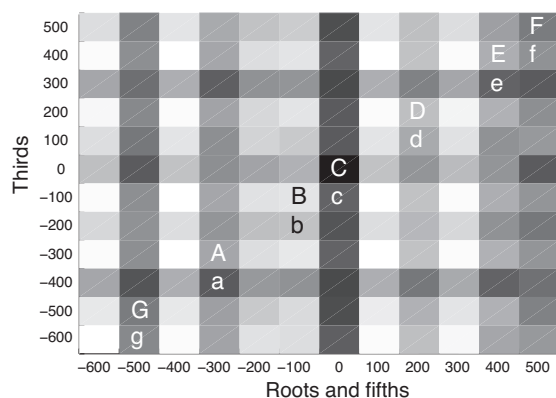 500 F
400 E f
300 e
200 D
100 d
0 C
−100 B c
−200 b
−300 A
−400 a
−500 G
−600 g
Thirds
−600 −500 −400 −300 −200 −100 0 100 200 300 400 500
Roots and fifths